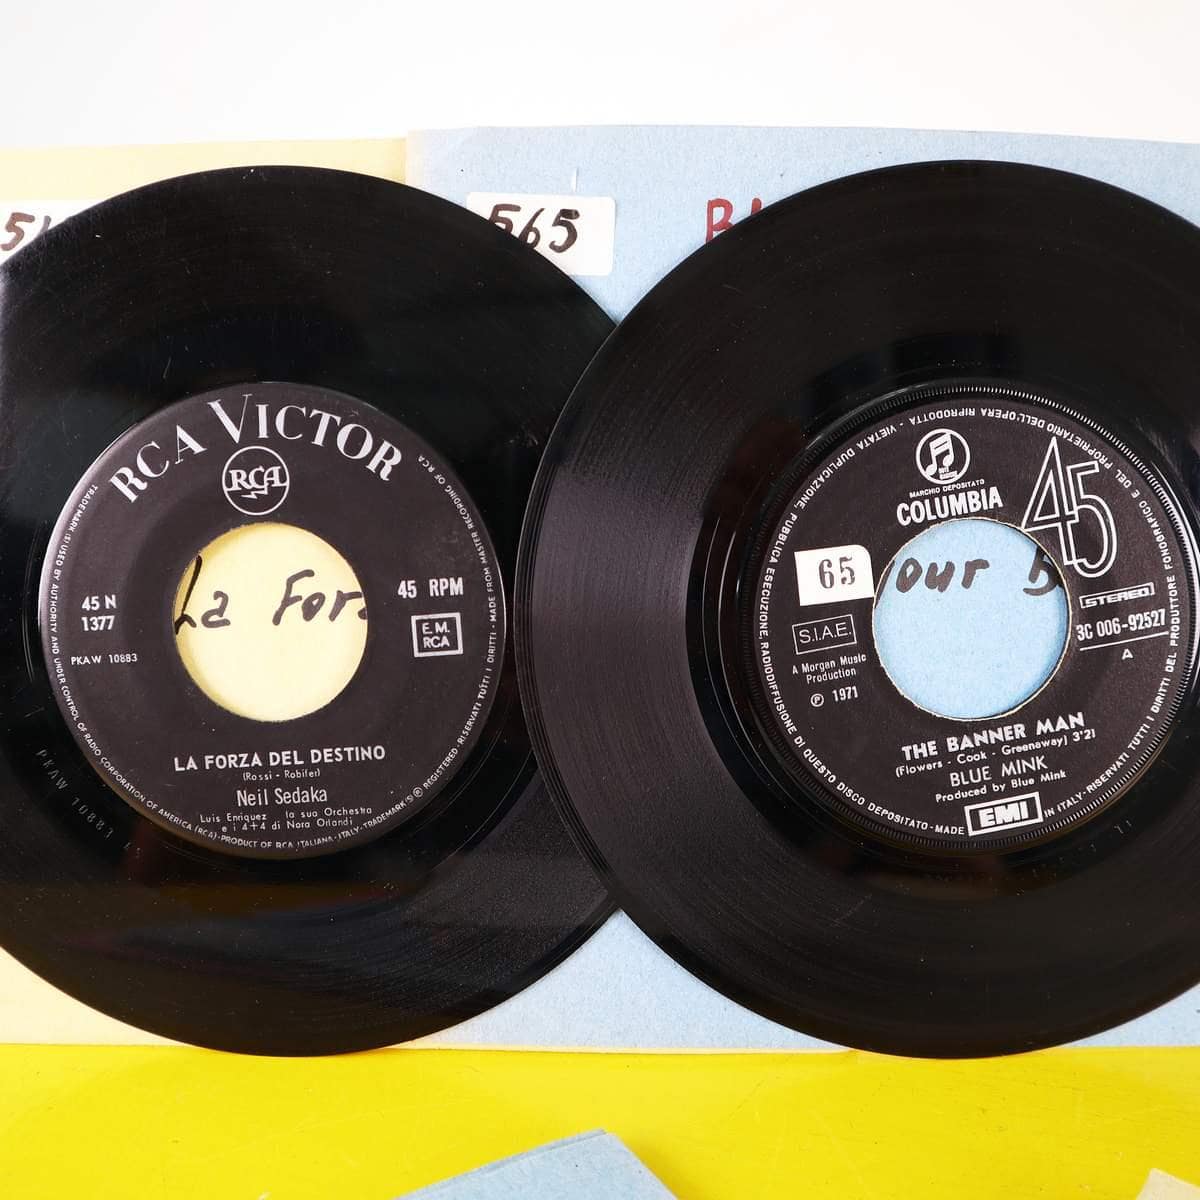 565
RCA VICTOR
RCA
La For
45 N
1377
PKAW 10883
45 RPM
E.M.
RCA
LA FORZA DEL DESTINO
(Rossi - Robifer)
Neil Sedaka
Luis Enriquez la sua Orchestra
e i 4+4 di Nora Orlandi
TRADEMARK (S) USED BY AUTHORITY AND UNDER CONTROL OF RADIO CORPORATION OF AMERICA (RCA)-PRODUCT OF RCA ITALIANA-ITALY-TRADEMARK(S) ® REGISTERED-RISERVATI TUTTI I DIRITTI - MADE FROM MASTER RECORDING OF RCA
PKAW 10883
MARCHIO DEPOSITATO
COLUMBIA
45
65
our
STEREO
S.I.A.E.
3C 006-92527
A
A Morgan Music
Production
℗ 1971
THE BANNER MAN
(Flowers - Cook - Greenaway) 3'21
BLUE MINK
Produced by Blue Mink
EMI
MADE IN ITALY-RISERVATI TUTTI I DIRITTI DEL PRODUTTORE FONOGRAFICO E DEL PROPRIETARIO DELL'OPERA RIPRODOTTA - VIETATA DUPLICAZIONE, PUBBLICA ESECUZIONE, RADIODIFFUSIONE DI QUESTO DISCO DEPOSITATO